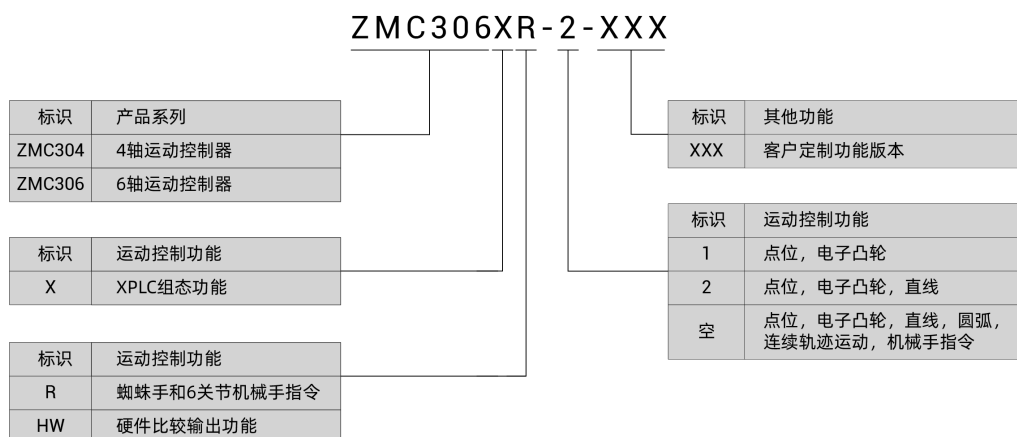 ZMC306XR-2-XXX
标识 产品系列
ZMC304 4轴运动控制器
ZMC306 6轴运动控制器
标识 运动控制功能
X XPLC组态功能
标识 运动控制功能
R 蜘蛛手和6关节机械手指令
HW 硬件比较输出功能
标识 其他功能
XXX 客户定制功能版本
标识 运动控制功能
1 点位，电子凸轮
2 点位，电子凸轮，直线
空 点位，电子凸轮，直线，圆弧，
连续轨迹运动，机械手指令